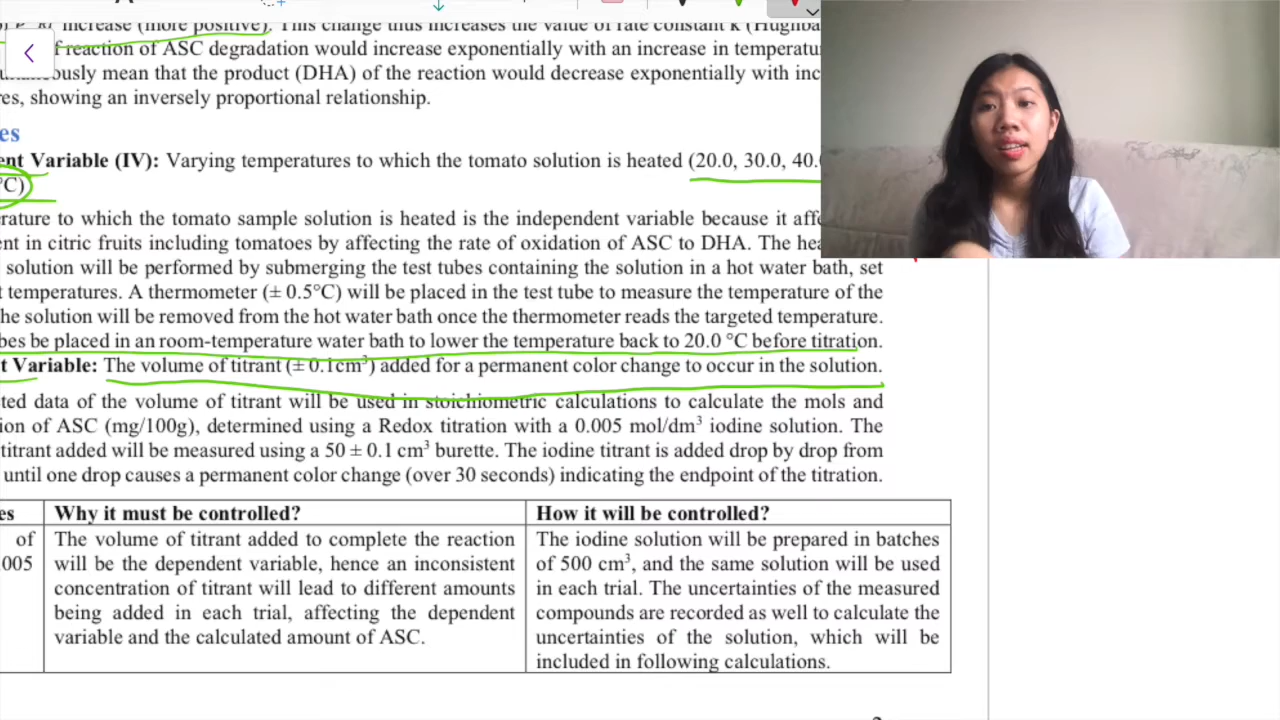 increase (more positive). This change thus increases the value of rate constant k (Hughba
f reaction of ASC degradation would increase exponentially with an increase in temperatu
ously mean that the product (DHA) of the reaction would decrease exponentially with inc
es, showing an inversely proportional relationship.
es
ent Variable (IV): Varying temperatures to which the tomato solution is heated (20.0, 30.0, 40.
°C)
rature to which the tomato sample solution is heated is the independent variable because it affe
ent in citric fruits including tomatoes by affecting the rate of oxidation of ASC to DHA. The hea
solution will be performed by submerging the test tubes containing the solution in a hot water bath, set
t temperatures. A thermometer (± 0.5°C) will be placed in the test tube to measure the temperature of the
he solution will be removed from the hot water bath once the thermometer reads the targeted temperature.
bes be placed in an room-temperature water bath to lower the temperature back to 20.0 °C before titration.
t Variable: The volume of titrant (± 0.1cm³) added for a permanent color change to occur in the solution.
ted data of the volume of titrant will be used in stoichiometric calculations to calculate the mols and
ion of ASC (mg/100g), determined using a Redox titration with a 0.005 mol/dm³ iodine solution. The
titrant added will be measured using a 50 ± 0.1 cm³ burette. The iodine titrant is added drop by drop from
until one drop causes a permanent color change (over 30 seconds) indicating the endpoint of the titration.
es Why it must be controlled? How it will be controlled?
of The volume of titrant added to complete the reaction The iodine solution will be prepared in batches
005 will be the dependent variable, hence an inconsistent of 500 cm³, and the same solution will be used
concentration of titrant will lead to different amounts in each trial. The uncertainties of the measured
being added in each trial, affecting the dependent compounds are recorded as well to calculate the
variable and the calculated amount of ASC. uncertainties of the solution, which will be
included in following calculations.